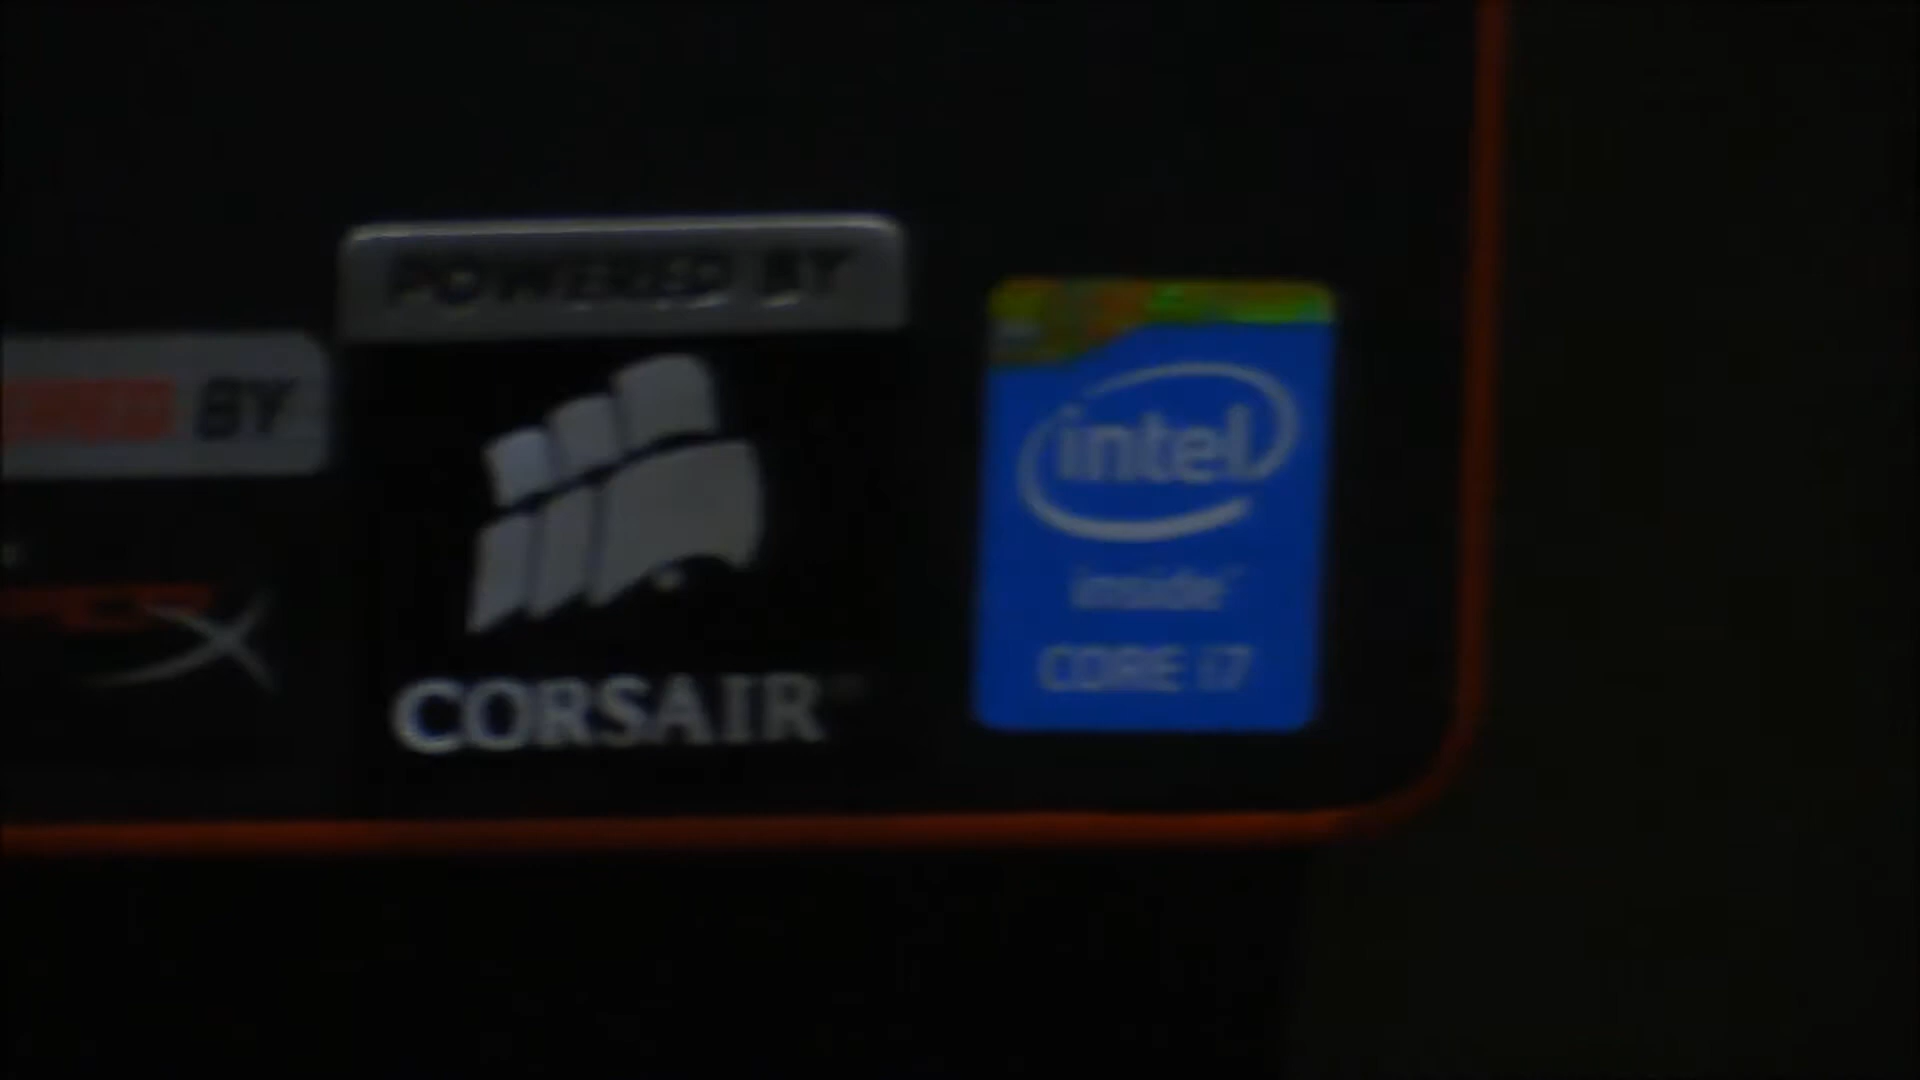 BY
X
POWERED BY
CORSAIR
intel
inside
CORE i7